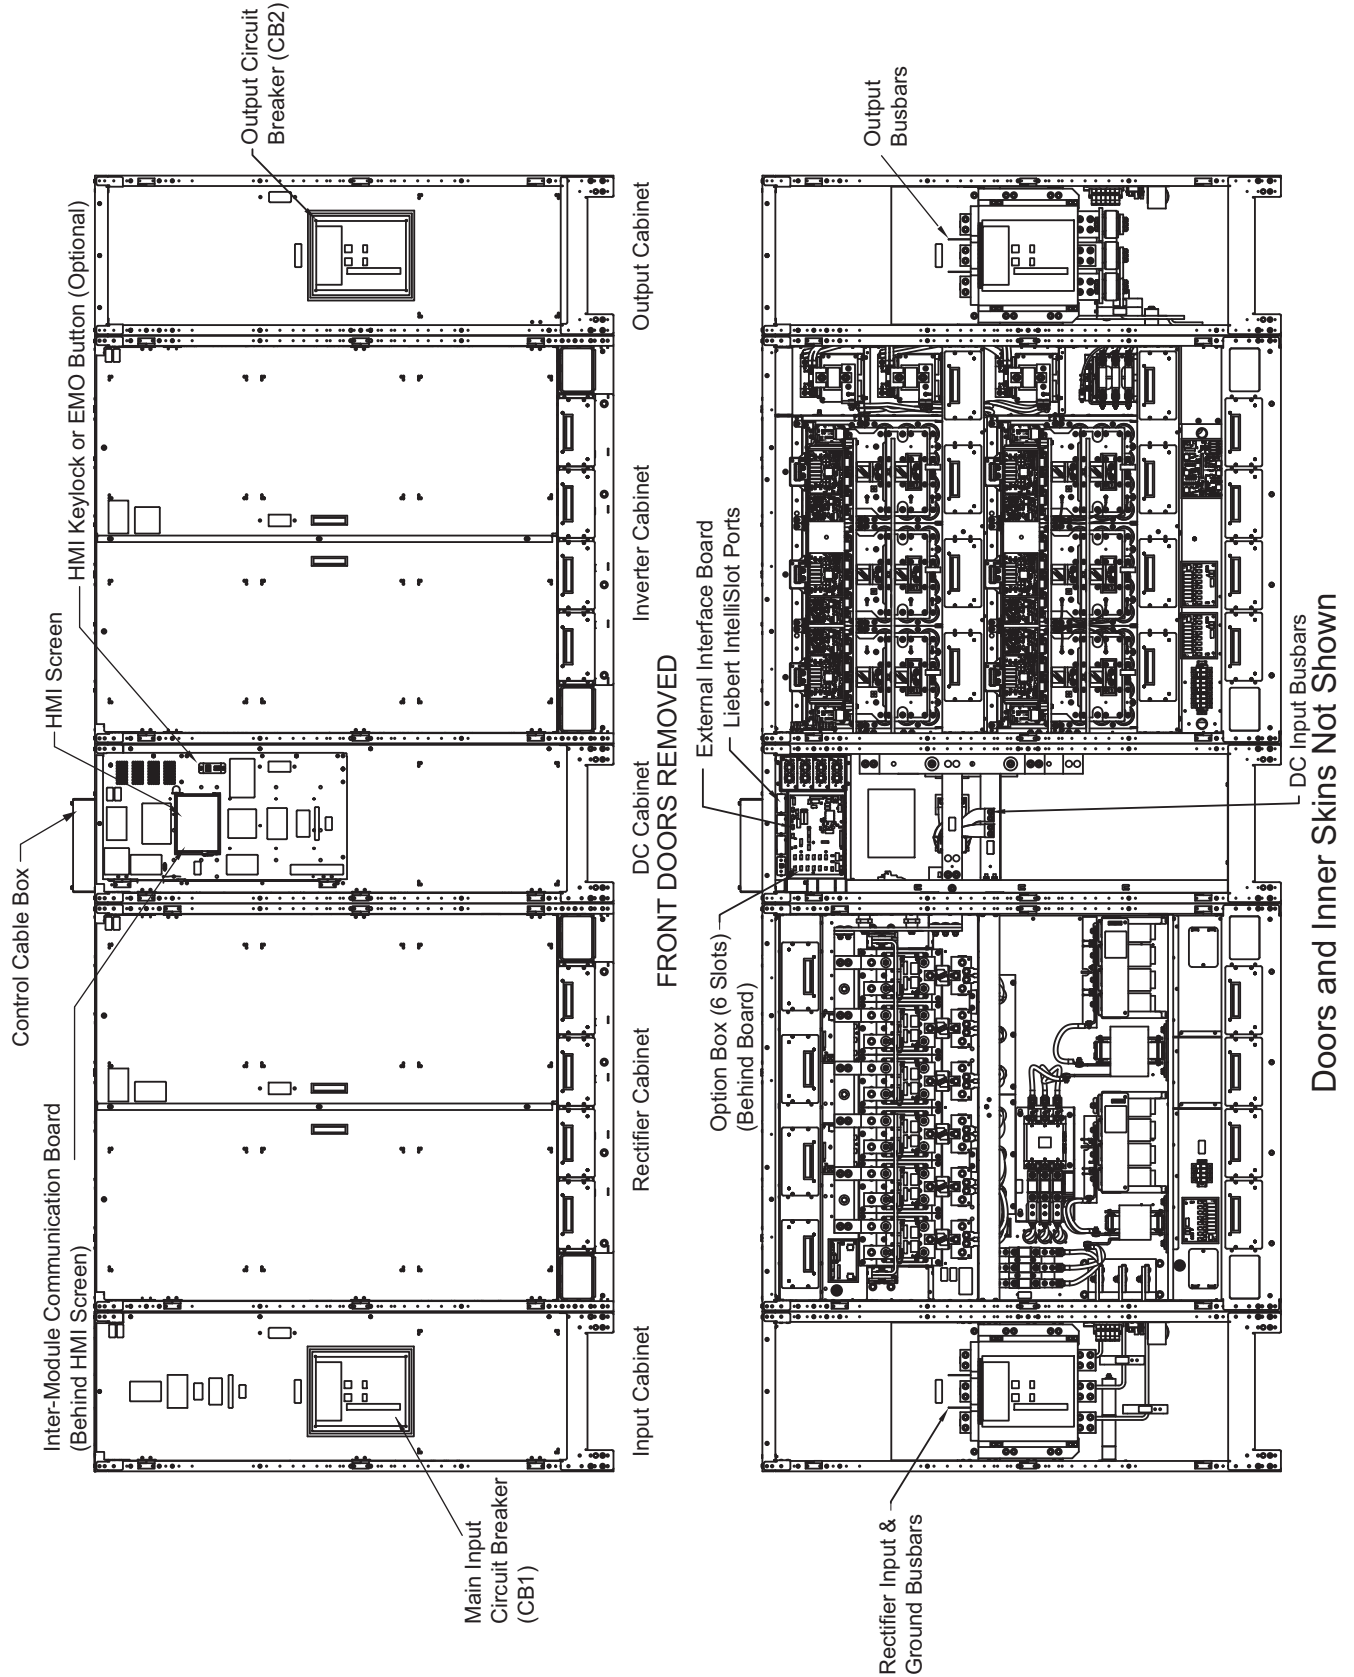 Control Cable Box
Inter-Module Communication Board
(Behind HMI Screen)
HMI Screen
HMI Keylock or EMO Button (Optional)
Main Input
Circuit Breaker
(CB1)
Output Circuit
Breaker (CB2)
Input Cabinet
Rectifier Cabinet
DC Cabinet
Inverter Cabinet
Output Cabinet
FRONT DOORS REMOVED
Option Box (6 Slots)
(Behind Board)
External Interface Board
Liebert IntelliSlot Ports
Rectifier Input &
Ground Busbars
Output
Busbars
DC Input Busbars
Doors and Inner Skins Not Shown